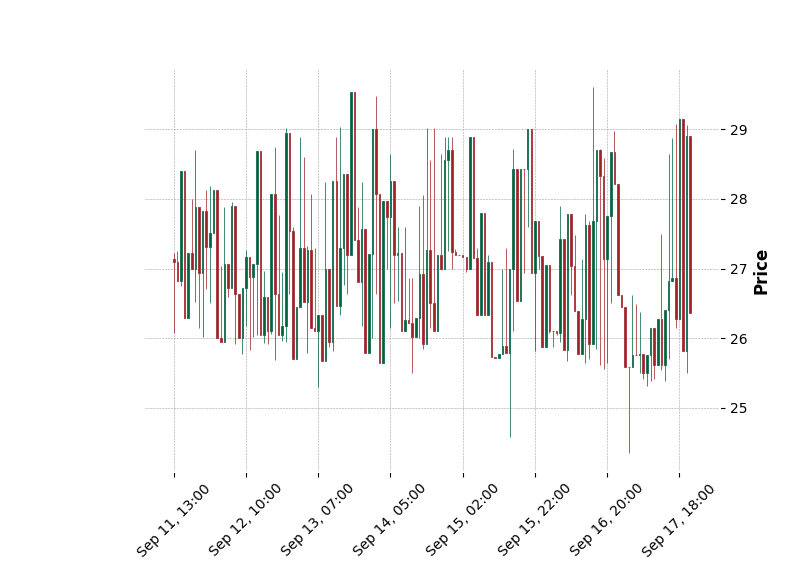 29
28
27
26
25
Price
Sep 11, 13:00
Sep 12, 10:00
Sep 13, 07:00
Sep 14, 05:00
Sep 15, 02:00
Sep 15, 22:00
Sep 16, 20:00
Sep 17, 18:00